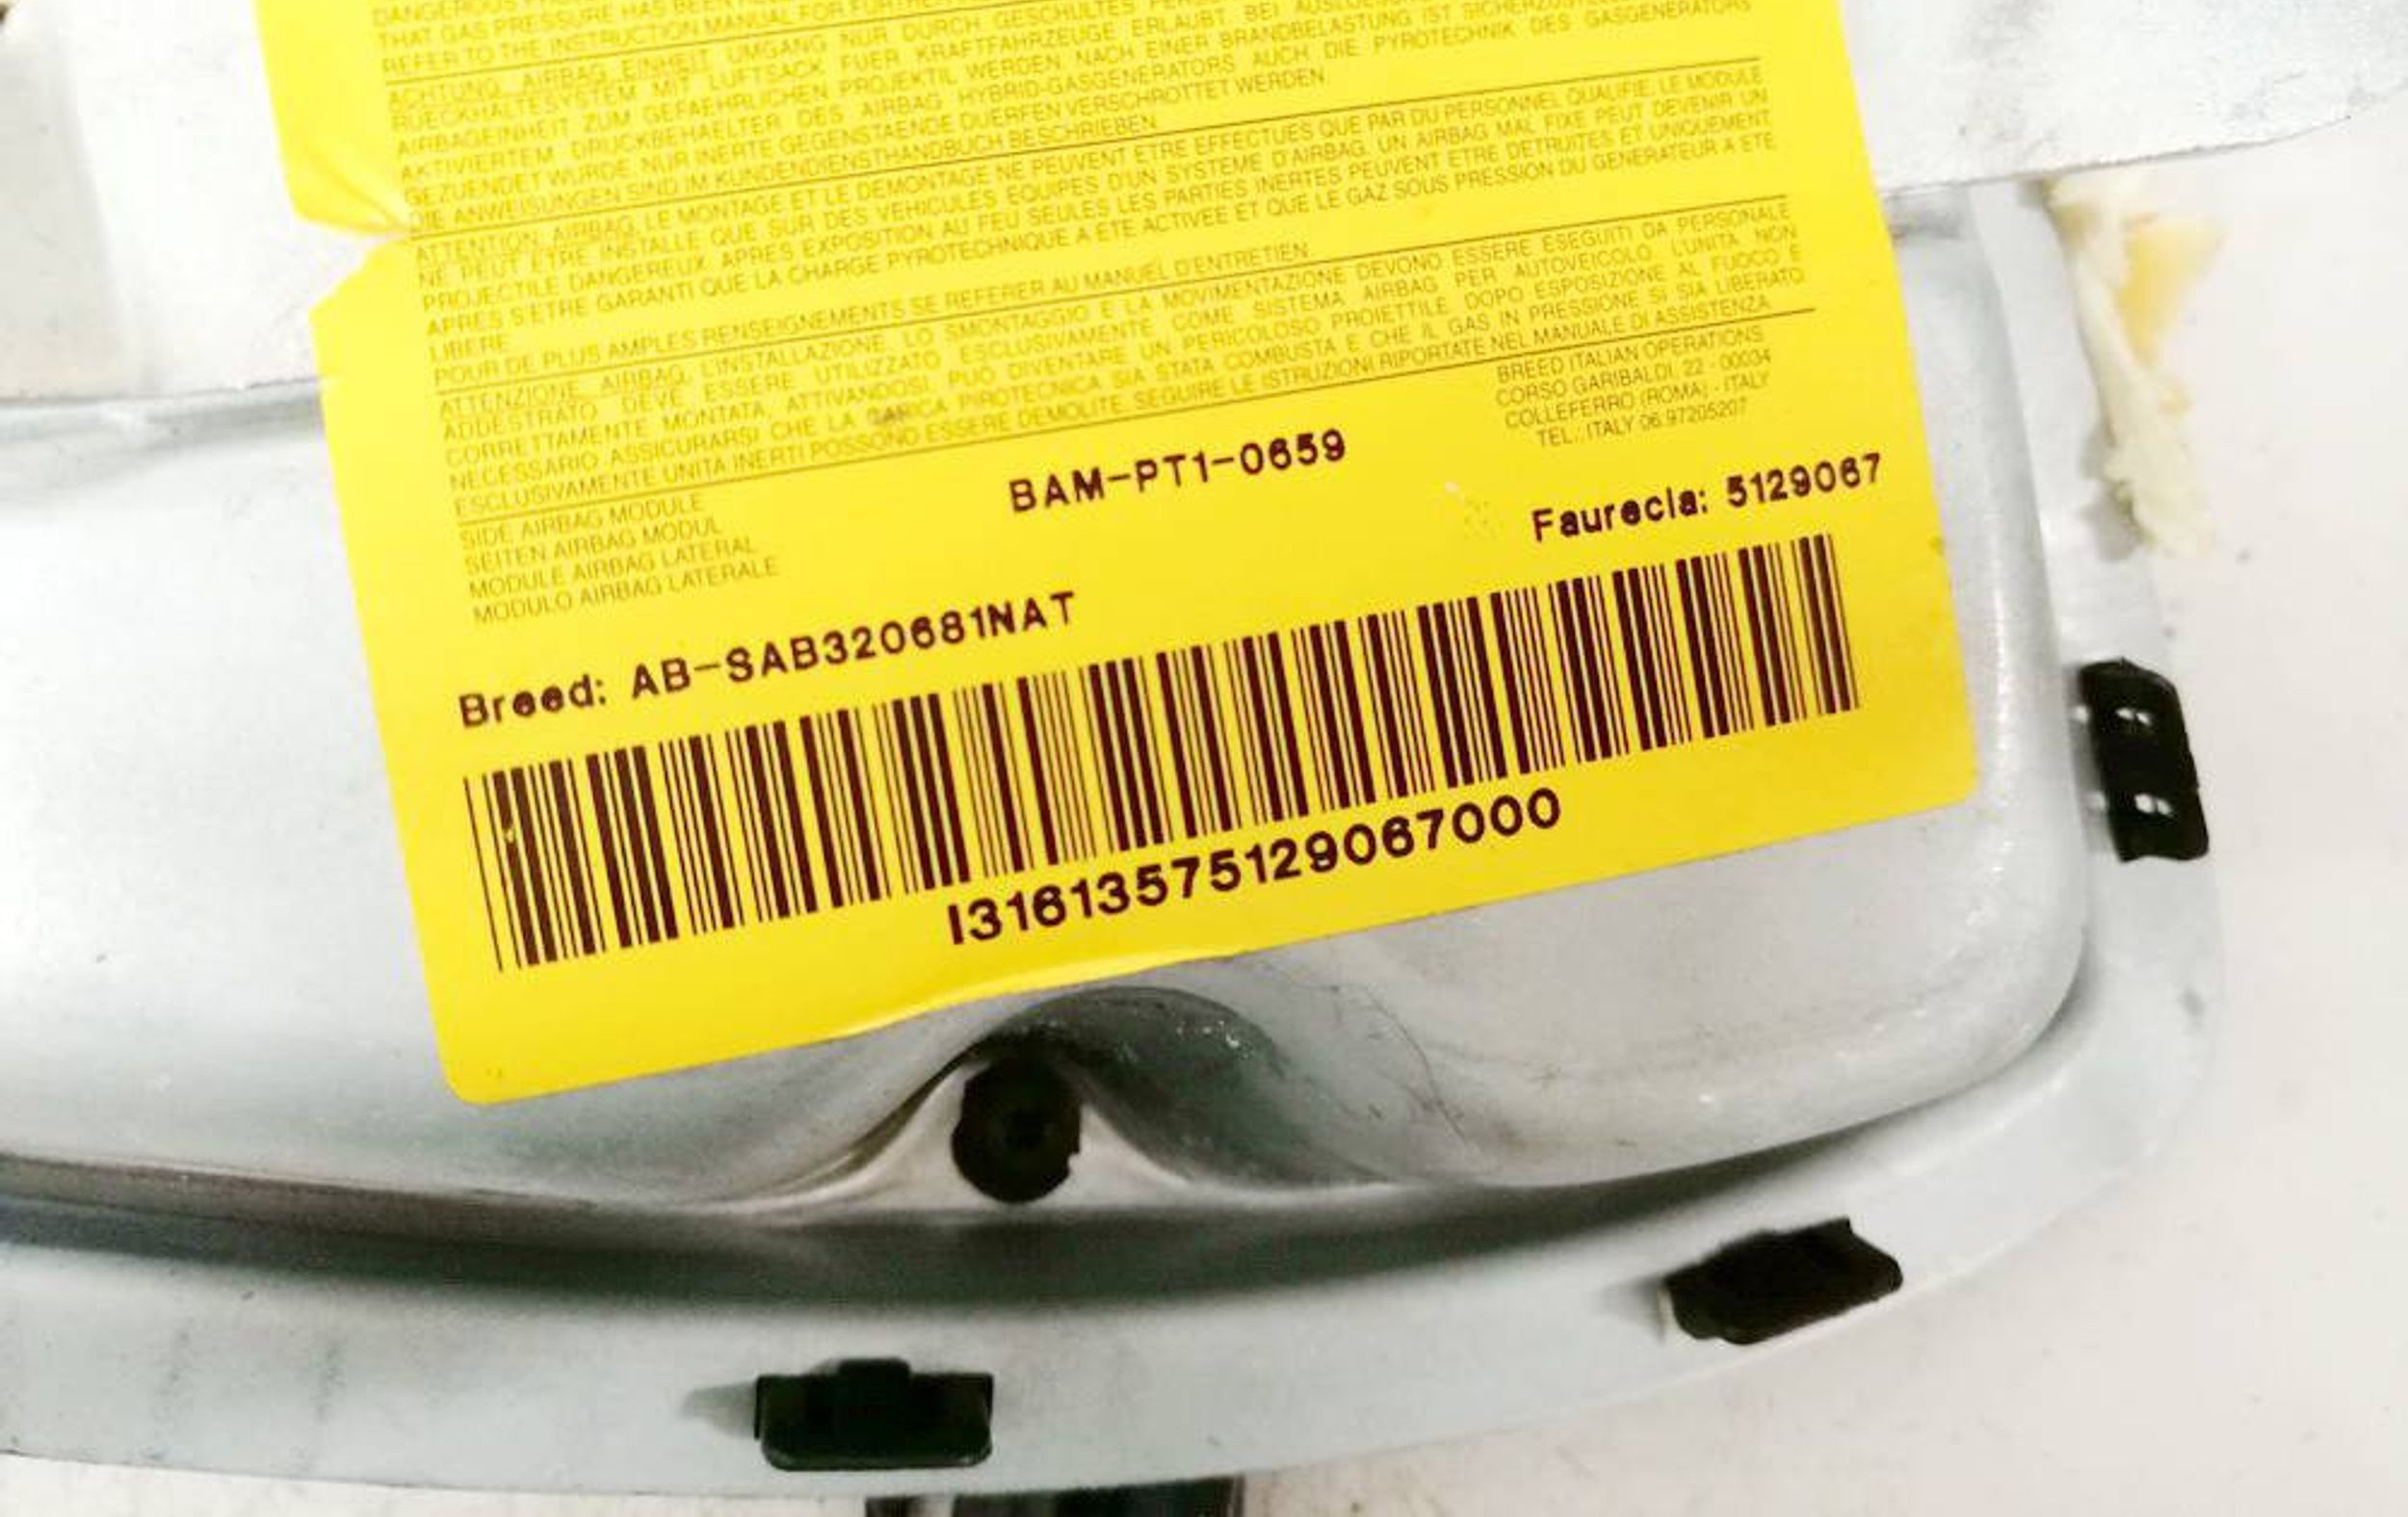 THAT GAS PRESSURE HAS BEEN
REFER TO THE INSTRUCTION MANUAL FOR
ACHTUNG, AIRBAG EINHEIT, UMGANG NUR DURCH GESCHULTES
RUECKHALTESYSTEM MIT LUFTSACK FUER KRAFTFAHRZEUGE ERLAUBT. BEI
AIRBAGEINHEIT ZUM GEFAEHRLICHEN PROJEKTIL WERDEN. NACH EINER BRANDBELASTUNG IST
AKTIVIERTEM DRUCKBEHAELTER DES AIRBAG HYBRID-GASGENERATORS AUCH DIE PYROTECHNIK DES GASGENERATORS
GEZUENDET WURDE. NUR INERTE GEGENSTAENDE DUERFEN VERSCHROTTET WERDEN
DIE ANWEISUNGEN SIND IM KUNDENDIENSTHANDBUCH BESCHRIEBEN
ATTENTION, AIRBAG, LE MONTAGE ET LE DEMONTAGE NE PEUVENT ETRE EFFECTUES QUE PAR DU PERSONNEL QUALIFIE. LE MODULE
NE PEUT ETRE INSTALLE QUE SUR DES VEHICULES EQUIPES D'UN SYSTEME D'AIRBAG. UN AIRBAG MAL FIXE PEUT DEVENIR UN
PROJECTILE DANGEREUX. APRES EXPOSITION AU FEU SEULES LES PARTIES INERTES PEUVENT ETRE DETRUITES ET UNIQUEMENT
APRES S'ETRE GARANTI QUE LA CHARGE PYROTECHNIQUE A ETE ACTIVEE ET QUE LE GAZ SOUS PRESSION DU GENERATEUR A ETE
LIBERE
POUR DE PLUS AMPLES RENSEIGNEMENTS SE REFERER AU MANUEL D'ENTRETIEN
ATTENZIONE, AIRBAG, L'INSTALLAZIONE, LO SMONTAGGIO E LA MOVIMENTAZIONE DEVONO ESSERE ESEGUITI DA PERSONALE
ADDESTRATO. DEVE ESSERE UTILIZZATO ESCLUSIVAMENTE COME SISTEMA AIRBAG PER AUTOVEICOLO. L'UNITA NON
CORRETTAMENTE MONTATA, ATTIVANDOSI, PUO DIVENTARE UN PERICOLOSO PROIETTILE. DOPO ESPOSIZIONE AL FUOCO E
NECESSARIO ASSICURARSI CHE LA CARICA PIROTECNICA SIA STATA COMBUSTA E CHE IL GAS IN PRESSIONE SI SIA LIBERATO.
ESCLUSIVAMENTE UNITA INERTI POSSONO ESSERE DEMOLITE. SEGUIRE LE ISTRUZIONI RIPORTATE NEL MANUALE DI ASSISTENZA
SIDE AIRBAG MODULE
SEITEN AIRBAG MODUL
MODULE AIRBAG LATERAL
MODULO AIRBAG LATERALE
BAM-PT1-0659
BREED ITALIAN OPERATIONS
CORSO GARIBALDI, 22 - 00034
COLLEFERRO (ROMA) - ITALY
TEL.: ITALY 06.97205207
Faurecia: 5129067
Breed: AB-SAB320681NAT
I31613575129067000